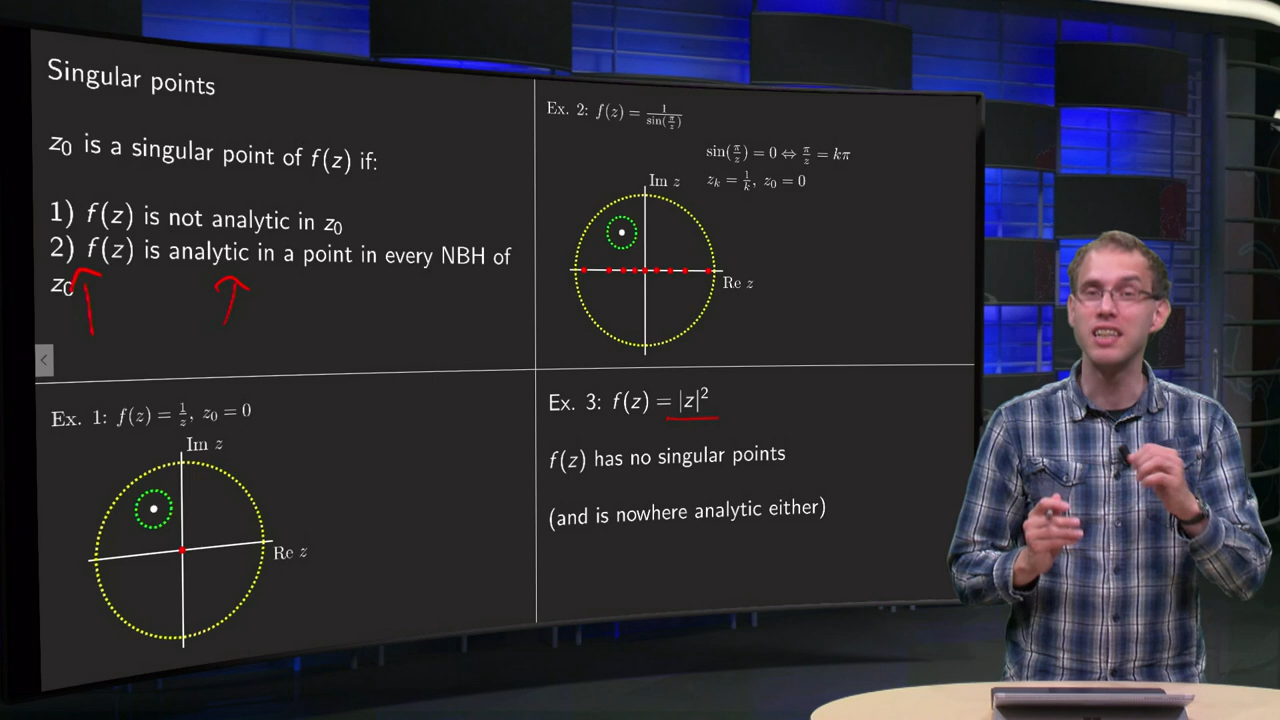 Singular points
z₀ is a singular point of f(z) if:
1) f(z) is not analytic in z₀
2) f(z) is analytic in a point in every NBH of
z₀
Ex. 2: f(z) = 1/sin(π/z)
sin(π/z) = 0 ⇔ π/z = kπ
z_k = 1/k, z₀ = 0
Im z
Re z
Ex. 1: f(z) = 1/z, z₀ = 0
Im z
Re z
Ex. 3: f(z) = |z|²
f(z) has no singular points
(and is nowhere analytic either)